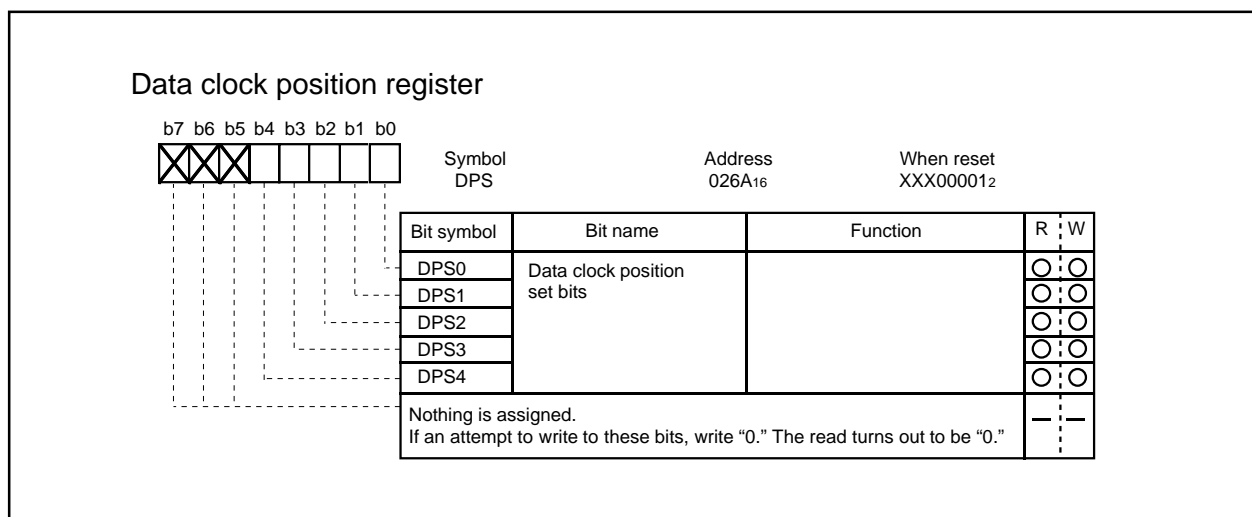 Data clock position register
b7 b6 b5 b4 b3 b2 b1 b0
Symbol Address When reset
DPS 026A16 XXX000012
Bit symbol Bit name Function R W
DPS0 Data clock position
DPS1 set bits
DPS2
DPS3
DPS4
Nothing is assigned.
If an attempt to write to these bits, write “0.” The read turns out to be “0.”